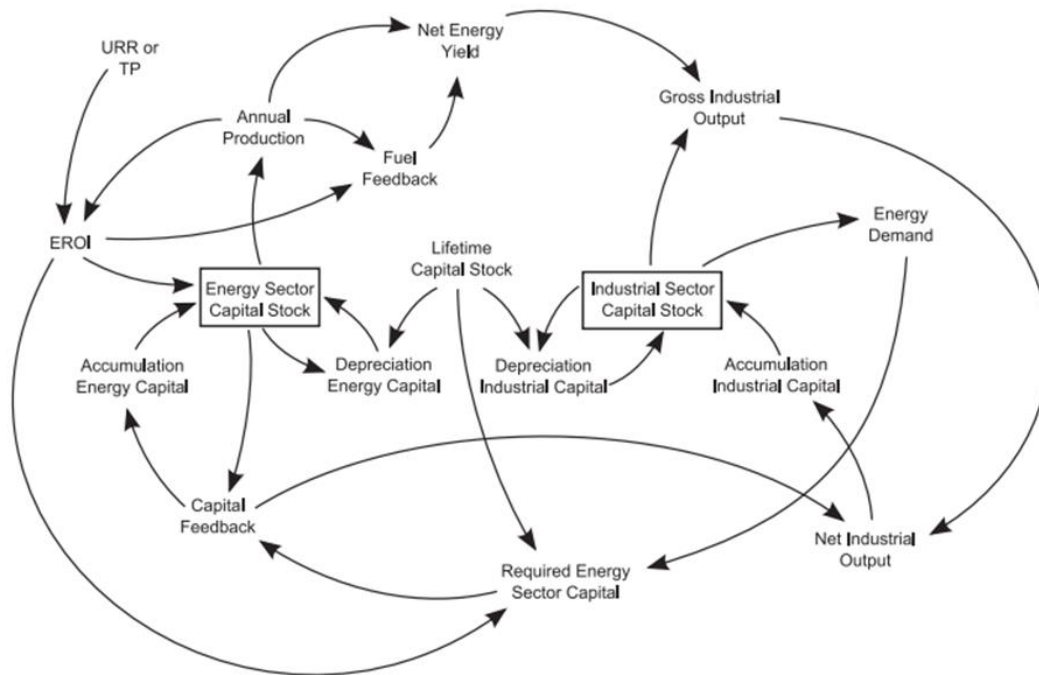 Net Energy
Yield
URR or
TP
Gross Industrial
Output
Annual
Production
Fuel
Feedback
Energy
Demand
EROI
Lifetime
Capital Stock
Energy Sector
Capital Stock
Industrial Sector
Capital Stock
Accumulation
Energy Capital
Depreciation
Energy Capital
Depreciation
Industrial Capital
Accumulation
Industrial Capital
Capital
Feedback
Net Industrial
Output
Required Energy
Sector Capital